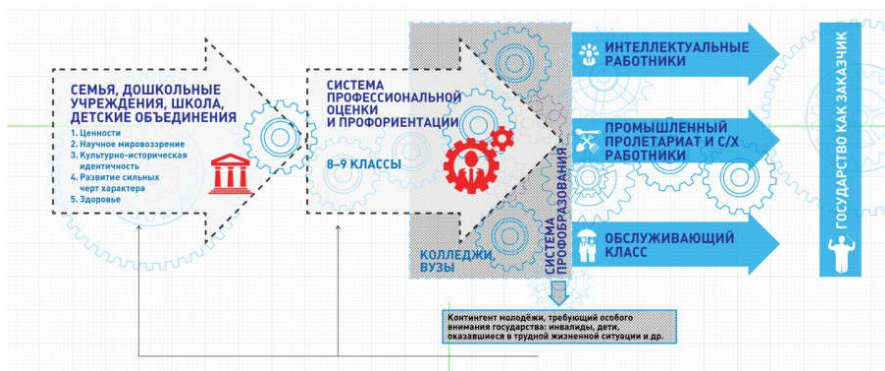 СЕМЬЯ, ДОШКОЛЬНЫЕ
УЧРЕЖДЕНИЯ, ШКОЛА,
ДЕТСКИЕ ОБЪЕДИНЕНИЯ
1. Ценности
2. Научное мировоззрение
3. Культурно-историческая
идентичность
4. Развитие сильных
черт характера
5. Здоровье
СИСТЕМА
ПРОФЕССИОНАЛЬНОЙ
ОЦЕНКИ
И ПРОФОРИЕНТАЦИИ
8–9 КЛАССЫ
КОЛЛЕДЖИ,
ВУЗЫ
СИСТЕМА
ПРОФОБРАЗОВАНИЯ
ИНТЕЛЛЕКТУАЛЬНЫЕ
РАБОТНИКИ
ПРОМЫШЛЕННЫЙ
ПРОЛЕТАРИАТ И С/Х
РАБОТНИКИ
ОБСЛУЖИВАЮЩИЙ
КЛАСС
ГОСУДАРСТВО КАК ЗАКАЗЧИК
Контингент молодёжи, требующий особого
внимания государства: инвалиды, дети,
оказавшиеся в трудной жизненной ситуации и др.